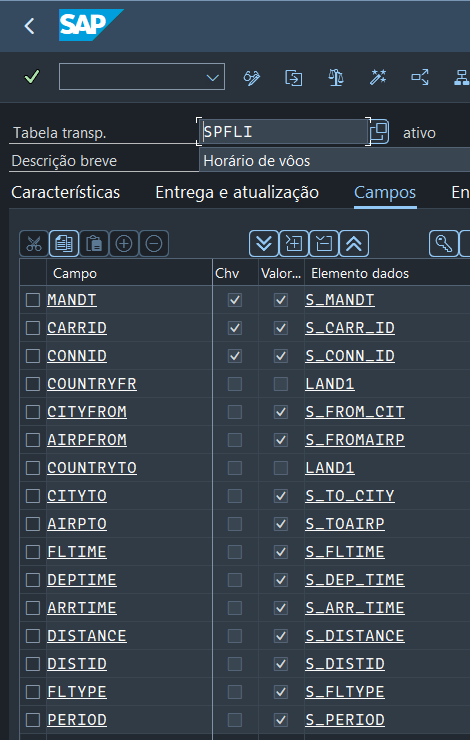 SAP
Tabela transp. SPFLI ativo
Descrição breve Horário de vôos
Características Entrega e atualização Campos En
Campo Chv Valor... Elemento dados
MANDT S_MANDT
CARRID S_CARR_ID
CONNID S_CONN_ID
COUNTRYFR LAND1
CITYFROM S_FROM_CIT
AIRPFROM S_FROMAIRP
COUNTRYTO LAND1
CITYTO S_TO_CITY
AIRPTO S_TOAIRP
FLTIME S_FLTIME
DEPTIME S_DEP_TIME
ARRTIME S_ARR_TIME
DISTANCE S_DISTANCE
DISTID S_DISTID
FLTYPE S_FLTYPE
PERIOD S_PERIOD